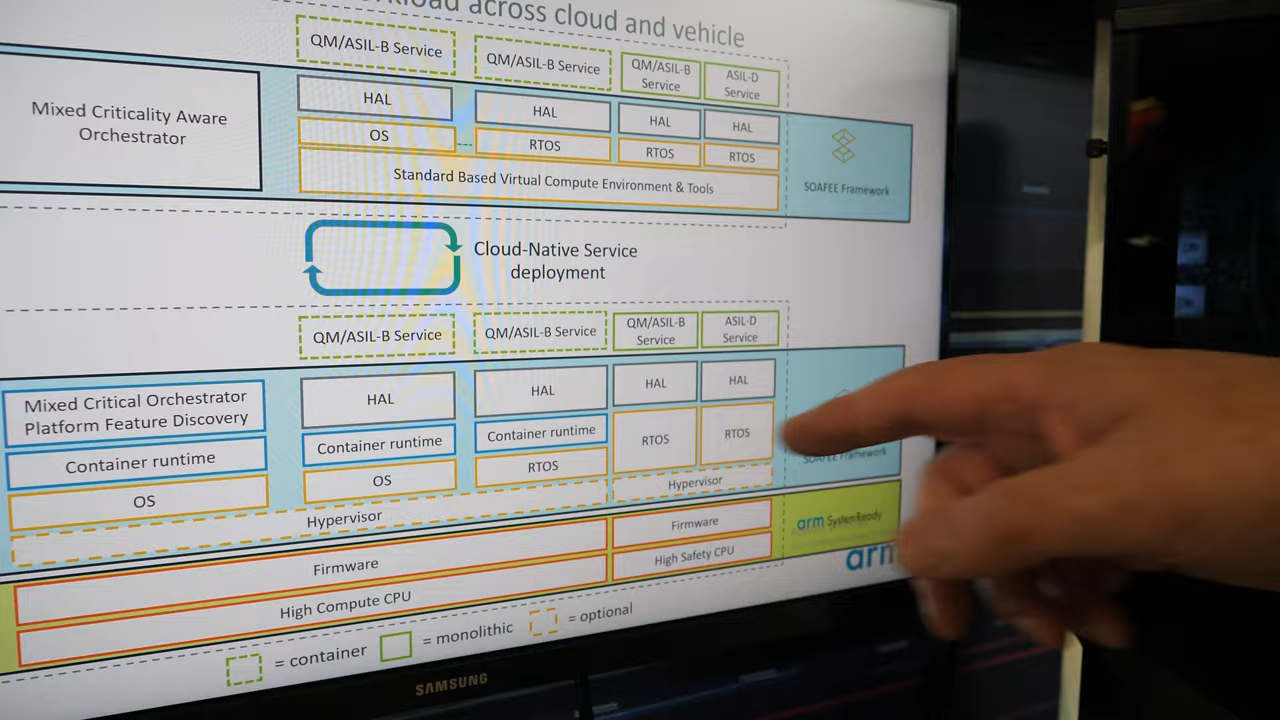 across cloud and vehicle
QM/ASIL-B Service
QM/ASIL-B Service
QM/ASIL-B
Service
ASIL-D
Service
Mixed Criticality Aware
Orchestrator
HAL
HAL
HAL
HAL
OS
RTOS
RTOS
RTOS
Standard Based Virtual Compute Environment & Tools
SOAFEE Framework
Cloud-Native Service
deployment
QM/ASIL-B Service
QM/ASIL-B Service
QM/ASIL-B
Service
ASIL-D
Service
Mixed Critical Orchestrator
Platform Feature Discovery
HAL
HAL
HAL
HAL
Container runtime
Container runtime
Container runtime
RTOS
RTOS
OS
OS
RTOS
SOAFEE Framework
Hypervisor
Hypervisor
Firmware
Firmware
arm SystemReady
High Compute CPU
High Safety CPU
arm
= container
= monolithic
= optional
SAMSUNG